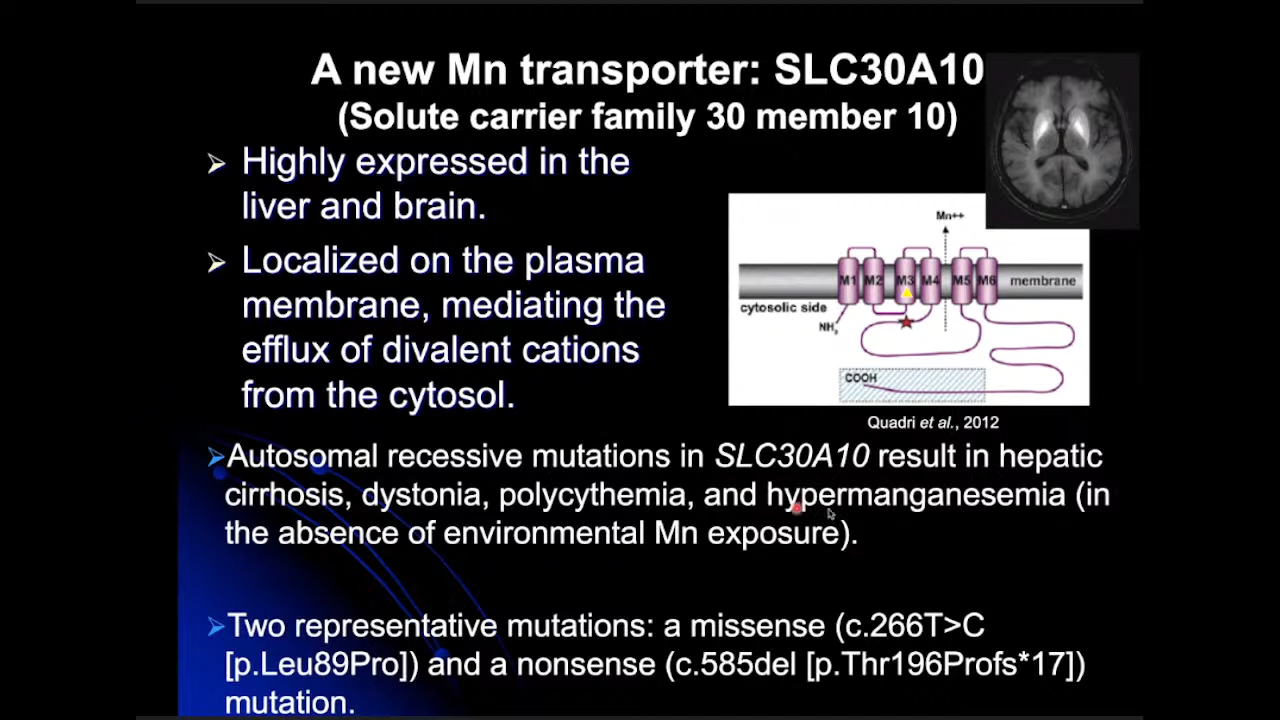 A new Mn transporter: SLC30A10
(Solute carrier family 30 member 10)
➢ Highly expressed in the
liver and brain.
➢ Localized on the plasma
membrane, mediating the
efflux of divalent cations
from the cytosol.
Mn++
M1 M2 M3 M4 M5 M6 membrane
cytosolic side
NH3
COOH
Quadri et al., 2012
➢Autosomal recessive mutations in SLC30A10 result in hepatic
cirrhosis, dystonia, polycythemia, and hypermanganesemia (in
the absence of environmental Mn exposure).
➢Two representative mutations: a missense (c.266T>C
[p.Leu89Pro]) and a nonsense (c.585del [p.Thr196Profs*17])
mutation.